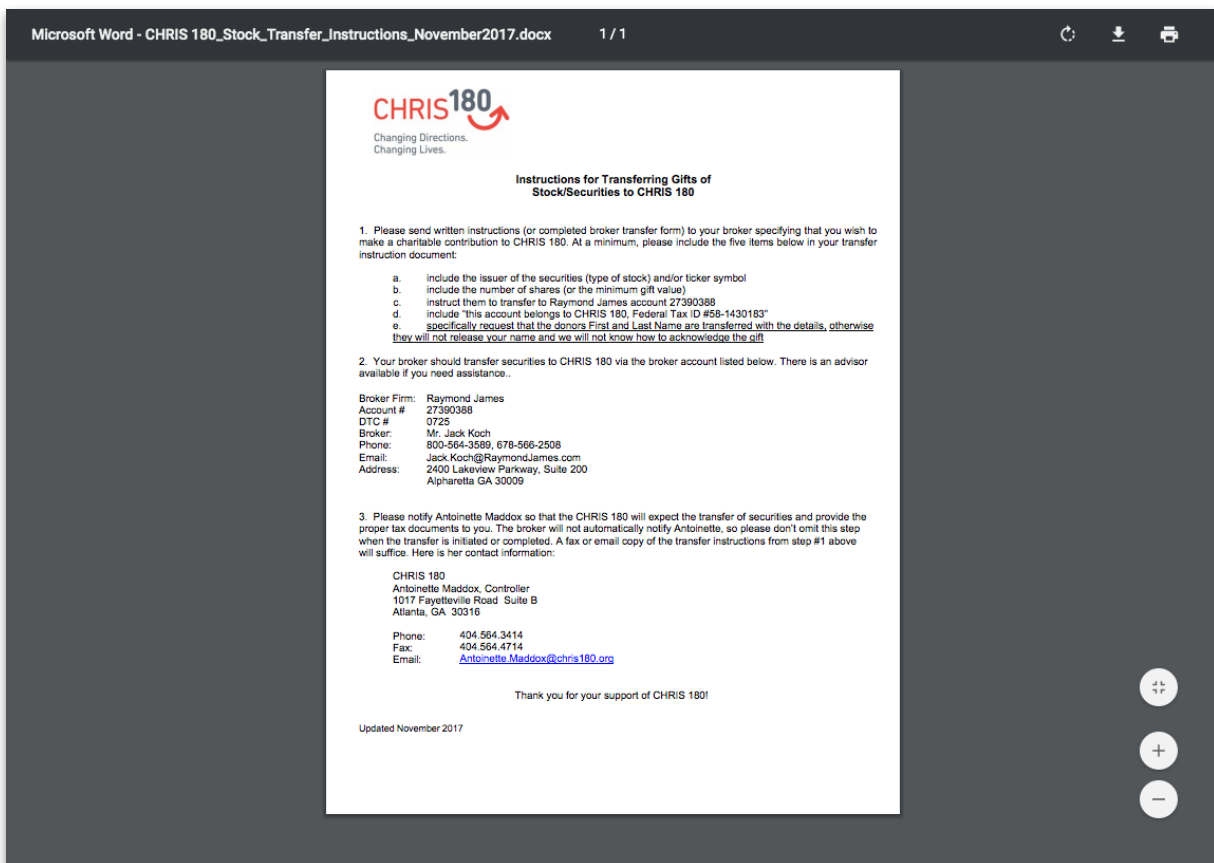 Microsoft Word - CHRIS 180_Stock_Transfer_Instructions_November2017.docx 1 / 1
CHRIS180
Changing Directions.
Changing Lives.
Instructions for Transferring Gifts of
Stock/Securities to CHRIS 180
1. Please send written instructions (or completed broker transfer form) to your broker specifying that you wish to
make a charitable contribution to CHRIS 180. At a minimum, please include the five items below in your transfer
instruction document:
a. include the issuer of the securities (type of stock) and/or ticker symbol
b. include the number of shares (or the minimum gift value)
c. instruct them to transfer to Raymond James account 27390388
d. include "this account belongs to CHRIS 180, Federal Tax ID #58-1430183"
e. specifically request that the donors First and Last Name are transferred with the details, otherwise
they will not release your name and we will not know how to acknowledge the gift
2. Your broker should transfer securities to CHRIS 180 via the broker account listed below. There is an advisor
available if you need assistance..
Broker Firm: Raymond James
Account # 27390388
DTC # 0725
Broker: Mr. Jack Koch
Phone: 800-564-3589, 678-566-2508
Email: Jack.Koch@RaymondJames.com
Address: 2400 Lakeview Parkway, Suite 200
Alpharetta GA 30009
3. Please notify Antoinette Maddox so that the CHRIS 180 will expect the transfer of securities and provide the
proper tax documents to you. The broker will not automatically notify Antoinette, so please don't omit this step
when the transfer is initiated or completed. A fax or email copy of the transfer instructions from step #1 above
will suffice. Here is her contact information:
CHRIS 180
Antoinette Maddox, Controller
1017 Fayetteville Road Suite B
Atlanta, GA 30316
Phone: 404.564.3414
Fax: 404.564.4714
Email: Antoinette.Maddox@chris180.org
Thank you for your support of CHRIS 180!
Updated November 2017